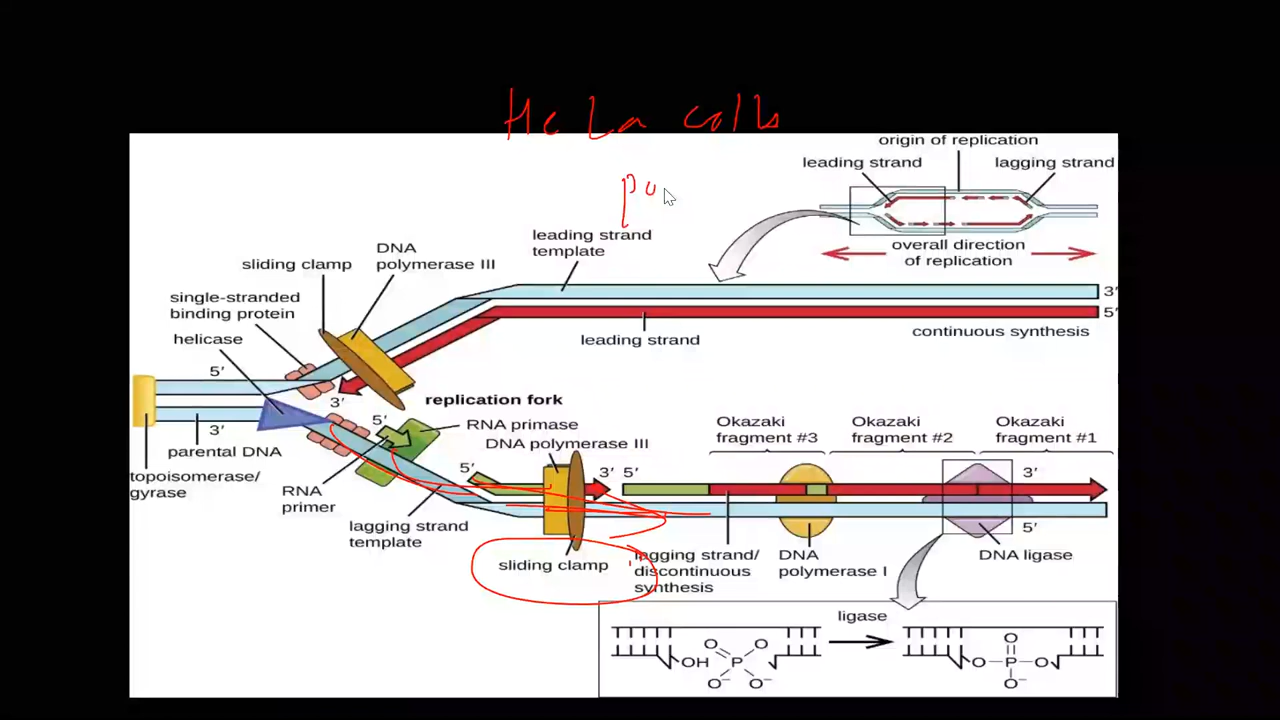 HeLa cells
origin of replication
leading strand
lagging strand
overall direction
of replication
leading strand
template
DNA
polymerase III
sliding clamp
single-stranded
binding protein
helicase
3′
5′
continuous synthesis
leading strand
5′
3′
replication fork
5′
RNA primase
DNA polymerase III
3′
parental DNA
topoisomerase/
gyrase
RNA
primer
lagging strand
template
5′
3′
5′
Okazaki
fragment #3
Okazaki
fragment #2
Okazaki
fragment #1
3′
5′
sliding clamp
lagging strand/
discontinuous
synthesis
DNA
polymerase I
DNA ligase
ligase
OH
P
O
O
O⁻
O⁻
O
O
P
O
O⁻